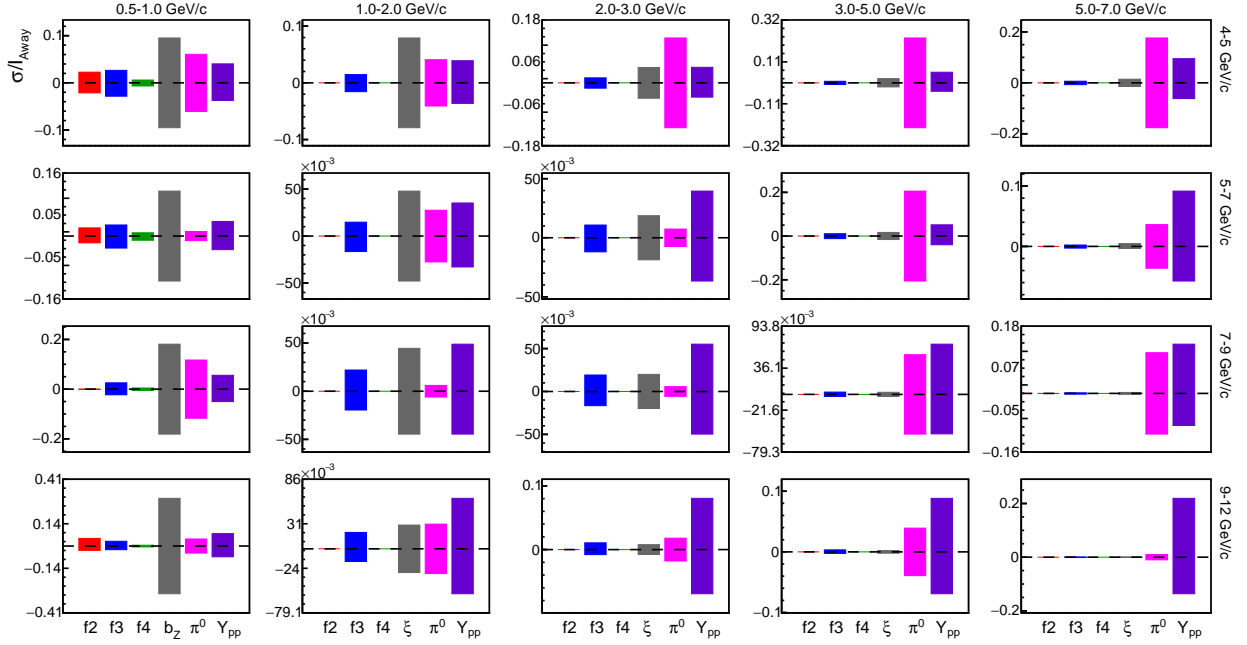 0.5-1.0 GeV/c 1.0-2.0 GeV/c 2.0-3.0 GeV/c 3.0-5.0 GeV/c 5.0-7.0 GeV/c
σ/I_Away
0.1 0 −0.1
0.1 0 −0.1
0.18 0.06 −0.06 −0.18
0.32 0.11 −0.11 −0.32
0.2 0 −0.2
4-5 GeV/c
0.16 0.05 −0.05 −0.16
×10⁻³
50 0 −50
×10⁻³
50 0 −50
0.2 0 −0.2
0.1 0
5-7 GeV/c
0.2 0 −0.2
×10⁻³
50 0 −50
×10⁻³
50 0 −50
×10⁻³
93.8 36.1 −21.6 −79.3
0.18 0.07 −0.05 −0.16
7-9 GeV/c
0.41 0.14 −0.14 −0.41
×10⁻³
86 31 −24 −79.1
0.1 0
0.1 0 −0.1
0.2 0 −0.2
9-12 GeV/c
f2 f3 f4 b_Z π⁰ Y_pp
f2 f3 f4 ξ π⁰ Y_pp
f2 f3 f4 ξ π⁰ Y_pp
f2 f3 f4 ξ π⁰ Y_pp
f2 f3 f4 ξ π⁰ Y_pp